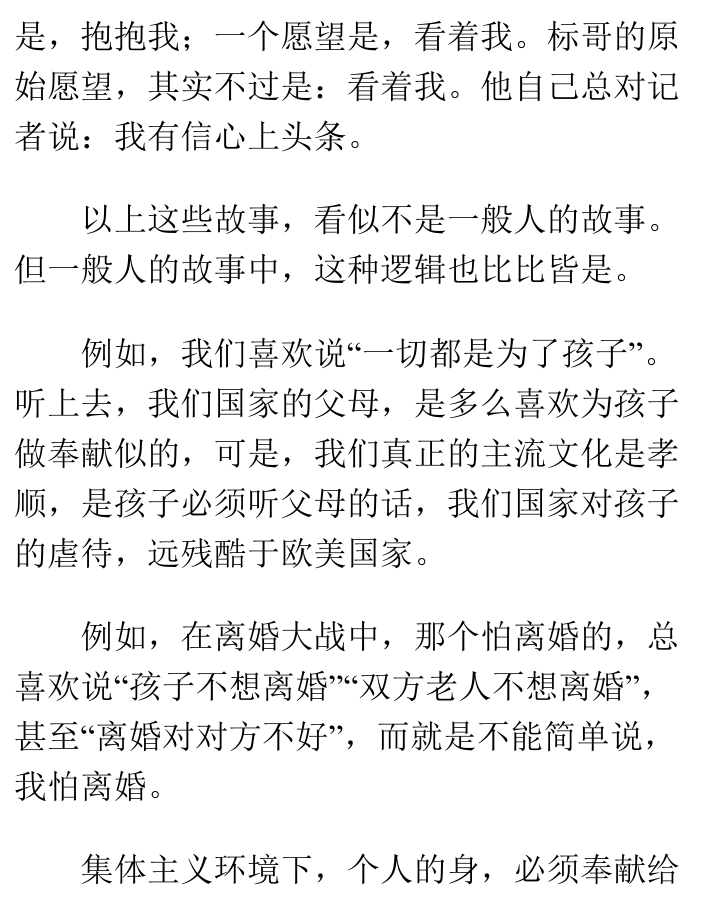 是，抱抱我；一个愿望是，看着我。标哥的原
始愿望，其实不过是：看着我。他自己总对记
者说：我有信心上头条。
以上这些故事，看似不是一般人的故事。
但一般人的故事中，这种逻辑也比比皆是。
例如，我们喜欢说“一切都是为了孩子”。
听上去，我们国家的父母，是多么喜欢为孩子
做奉献似的，可是，我们真正的主流文化是孝
顺，是孩子必须听父母的话，我们国家对孩子
的虐待，远残酷于欧美国家。
例如，在离婚大战中，那个怕离婚的，总
喜欢说“孩子不想离婚”“双方老人不想离婚”，
甚至“离婚对对方不好”，而就是不能简单说，
我怕离婚。
集体主义环境下，个人的身，必须奉献给